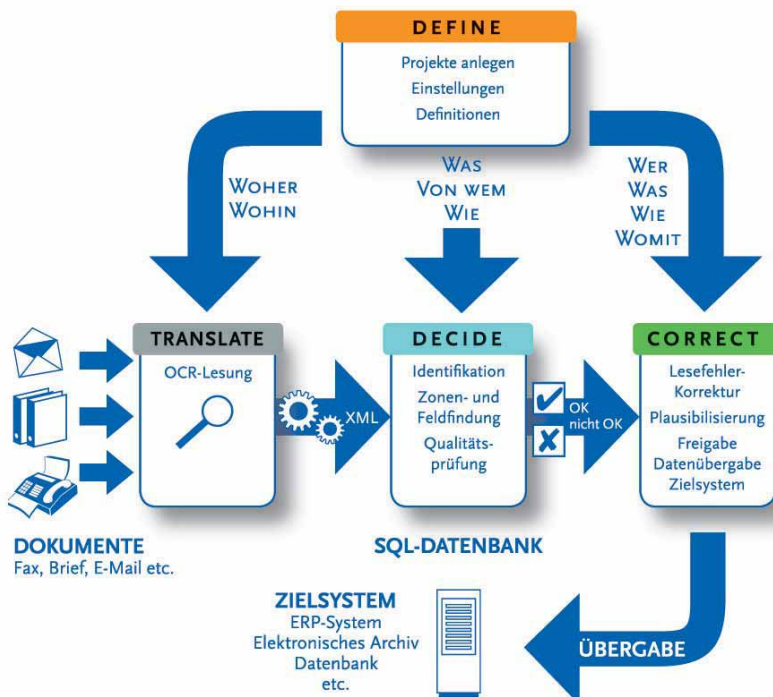 DEFINE
Projekte anlegen
Einstellungen
Definitionen
WOHER
WOHIN
WAS
VON WEM
WIE
WER
WAS
WIE
WOMIT
TRANSLATE
OCR-Lesung
XML
DECIDE
Identifikation
Zonen- und
Feldfindung
Qualitäts-
prüfung
OK
nicht OK
CORRECT
Lesefehler-
Korrektur
Plausibilisierung
Freigabe
Datenübergabe
Zielsystem
DOKUMENTE
Fax, Brief, E-Mail etc.
SQL-DATENBANK
ZIELSYSTEM
ERP-System
Elektronisches Archiv
Datenbank
etc.
ÜBERGABE